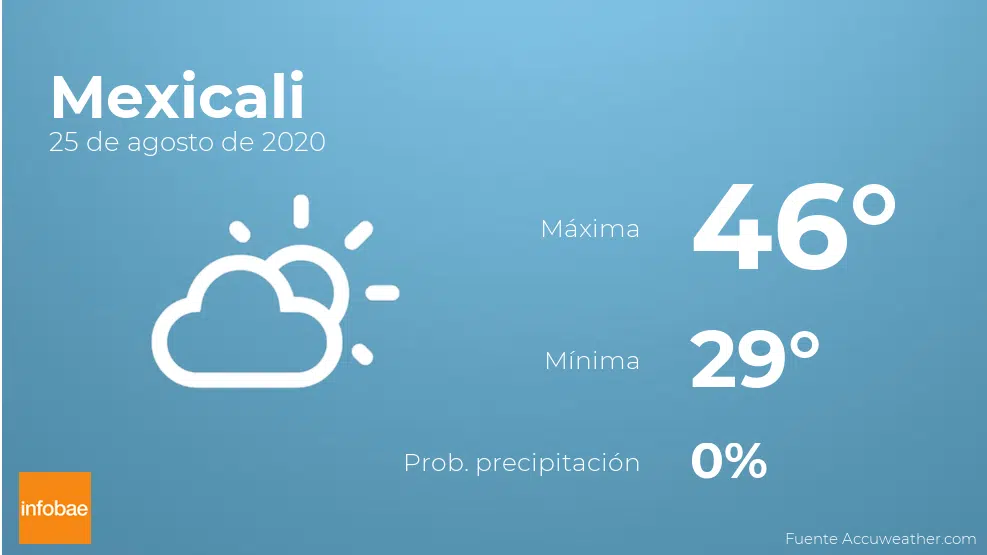 Mexicali
25 de agosto de 2020
Máxima 46°
Mínima 29°
Prob. precipitación 0%
infobae
Fuente Accuweather.com